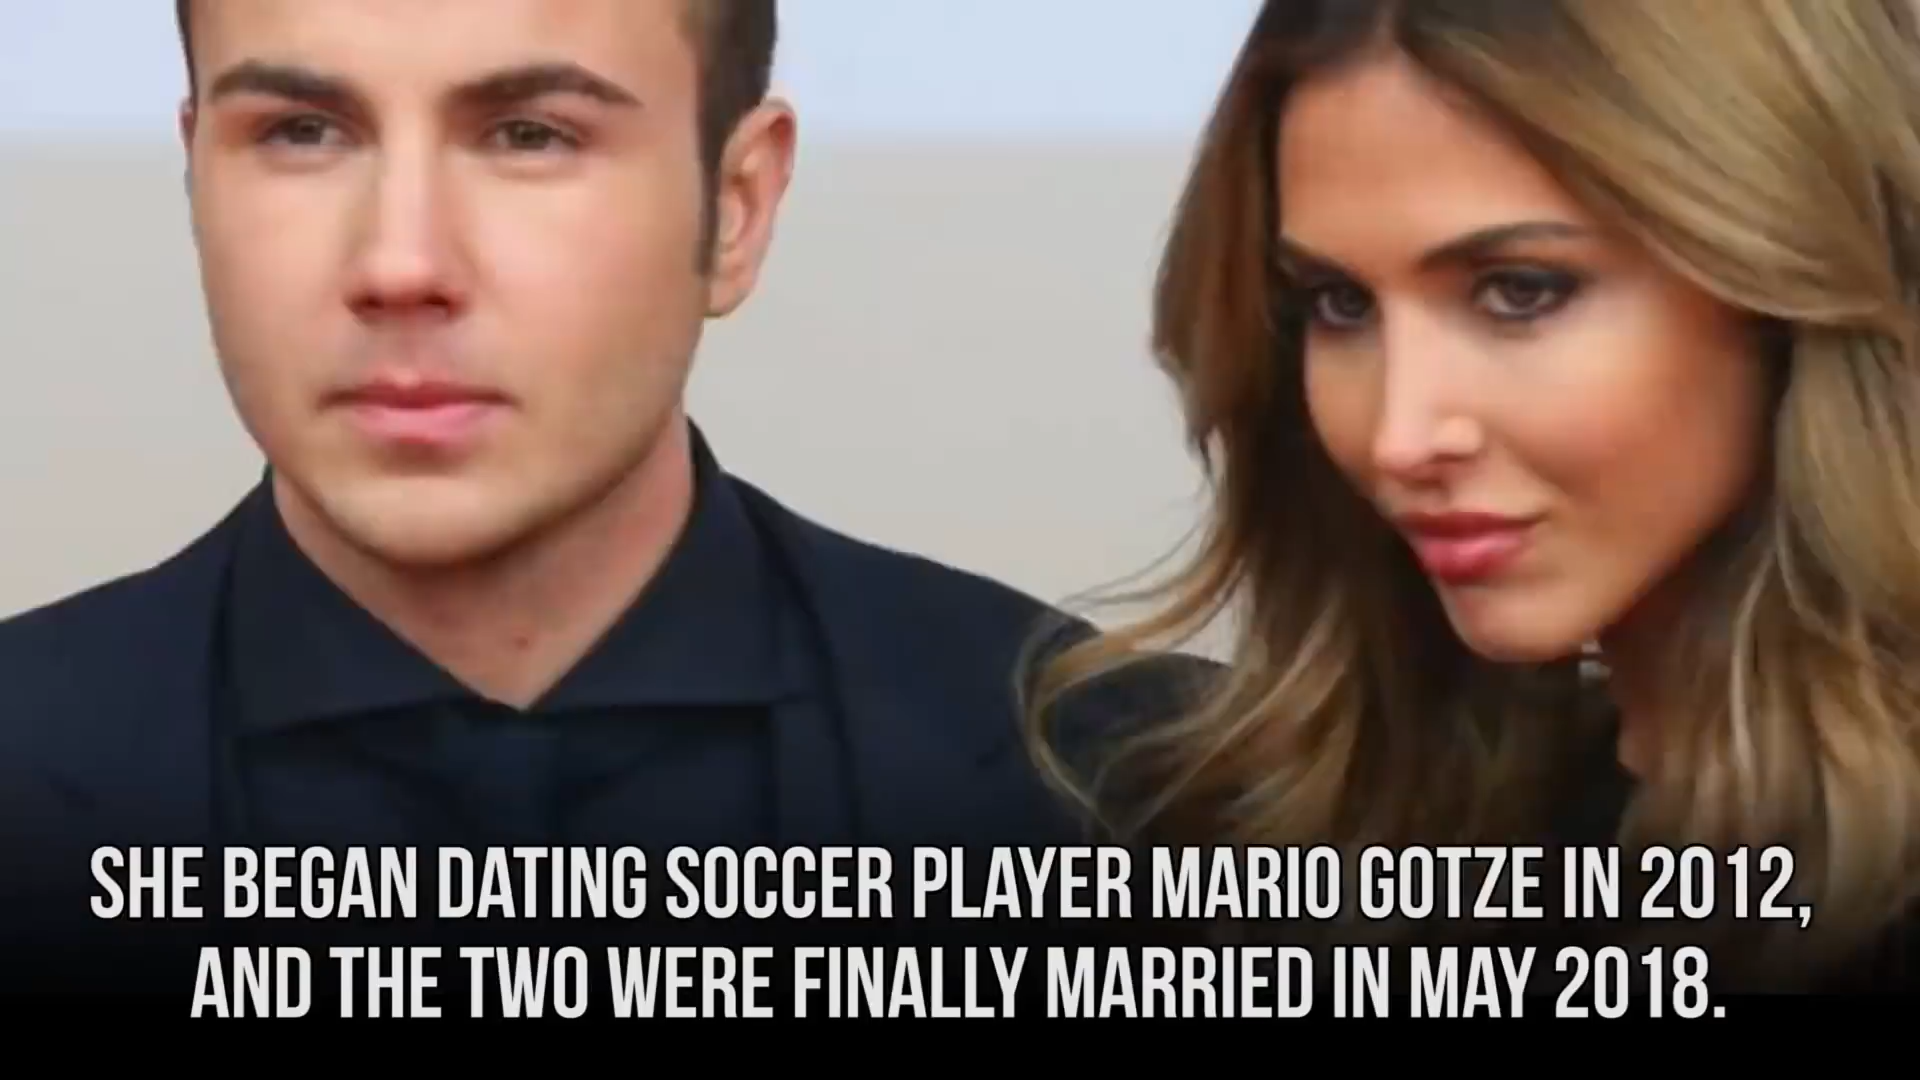 SHE BEGAN DATING SOCCER PLAYER MARIO GOTZE IN 2012,
AND THE TWO WERE FINALLY MARRIED IN MAY 2018.